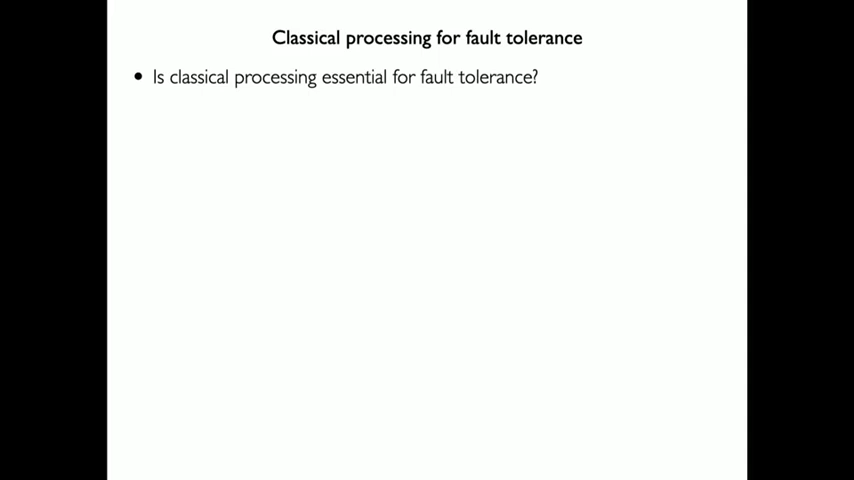 Classical processing for fault tolerance
• Is classical processing essential for fault tolerance?